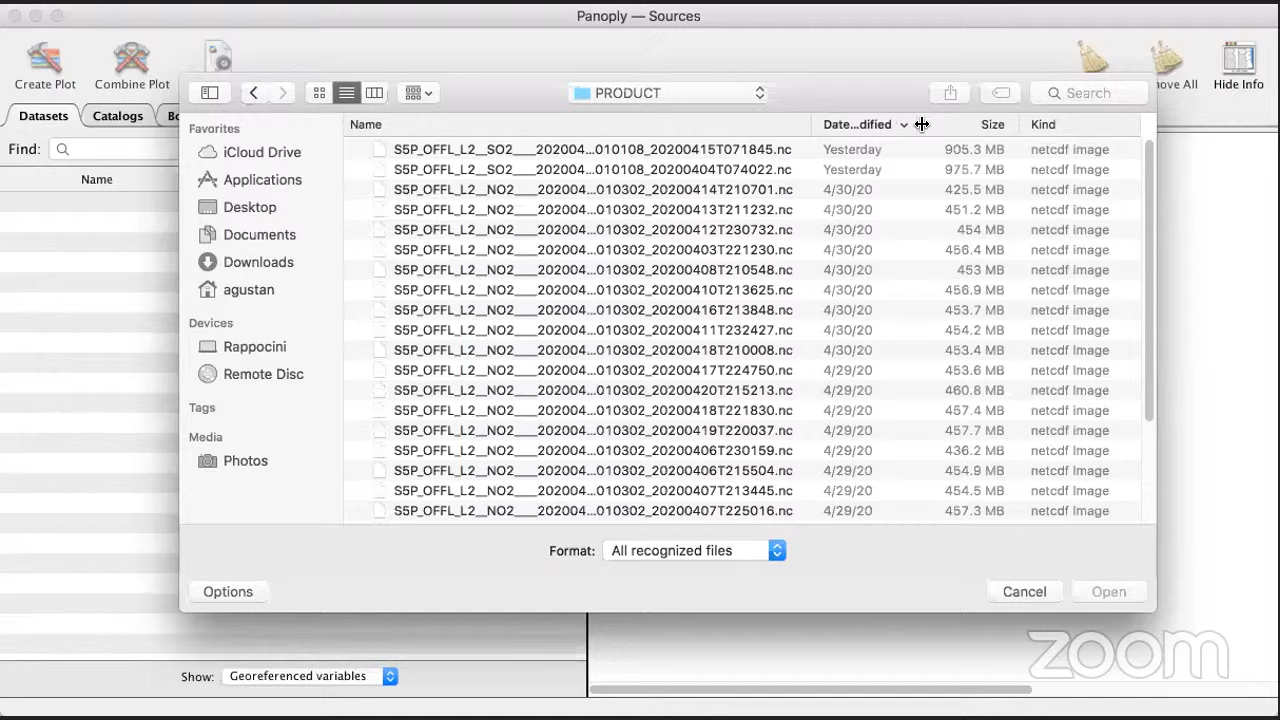 Panoply — Sources
Create Plot Combine Plot move All Hide Info
PRODUCT Search
Datasets Catalogs Bo
Find:
Name
Favorites
iCloud Drive
Applications
Desktop
Documents
Downloads
agustan
Devices
Rappocini
Remote Disc
Tags
Media
Photos
Name Date...dified Size Kind
S5P_OFFL_L2__SO2____202004...010108_20200415T071845.nc Yesterday 905.3 MB netcdf image
S5P_OFFL_L2__SO2____202004...010108_20200404T074022.nc Yesterday 975.7 MB netcdf image
S5P_OFFL_L2__NO2____202004...010302_20200414T210701.nc 4/30/20 425.5 MB netcdf image
S5P_OFFL_L2__NO2____202004...010302_20200413T211232.nc 4/30/20 451.2 MB netcdf image
S5P_OFFL_L2__NO2____202004...010302_20200412T230732.nc 4/30/20 454 MB netcdf image
S5P_OFFL_L2__NO2____202004...010302_20200403T221230.nc 4/30/20 456.4 MB netcdf image
S5P_OFFL_L2__NO2____202004...010302_20200408T210548.nc 4/30/20 453 MB netcdf image
S5P_OFFL_L2__NO2____202004...010302_20200410T213625.nc 4/30/20 456.9 MB netcdf image
S5P_OFFL_L2__NO2____202004...010302_20200416T213848.nc 4/30/20 453.7 MB netcdf image
S5P_OFFL_L2__NO2____202004...010302_20200411T232427.nc 4/30/20 454.2 MB netcdf image
S5P_OFFL_L2__NO2____202004...010302_20200418T210008.nc 4/30/20 453.4 MB netcdf image
S5P_OFFL_L2__NO2____202004...010302_20200417T224750.nc 4/29/20 453.6 MB netcdf image
S5P_OFFL_L2__NO2____202004...010302_20200420T215213.nc 4/29/20 460.8 MB netcdf image
S5P_OFFL_L2__NO2____202004...010302_20200418T221830.nc 4/29/20 457.4 MB netcdf image
S5P_OFFL_L2__NO2____202004...010302_20200419T220037.nc 4/29/20 457.7 MB netcdf image
S5P_OFFL_L2__NO2____202004...010302_20200406T230159.nc 4/29/20 436.2 MB netcdf image
S5P_OFFL_L2__NO2____202004...010302_20200406T215504.nc 4/29/20 454.9 MB netcdf image
S5P_OFFL_L2__NO2____202004...010302_20200407T213445.nc 4/29/20 454.5 MB netcdf image
S5P_OFFL_L2__NO2____202004...010302_20200407T225016.nc 4/29/20 457.3 MB netcdf image
Format: All recognized files
Options Cancel Open
Show: Georeferenced variables
zoom